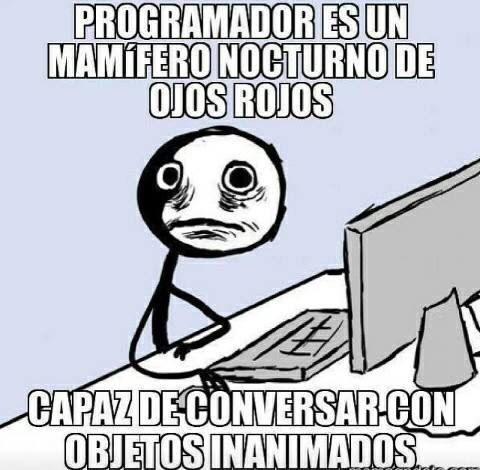 PROGRAMADOR ES UN
MAMíFERO NOCTURNO DE
OJOS ROJOS
CAPAZ DE CONVERSAR CON
OBJETOS INANIMADOS